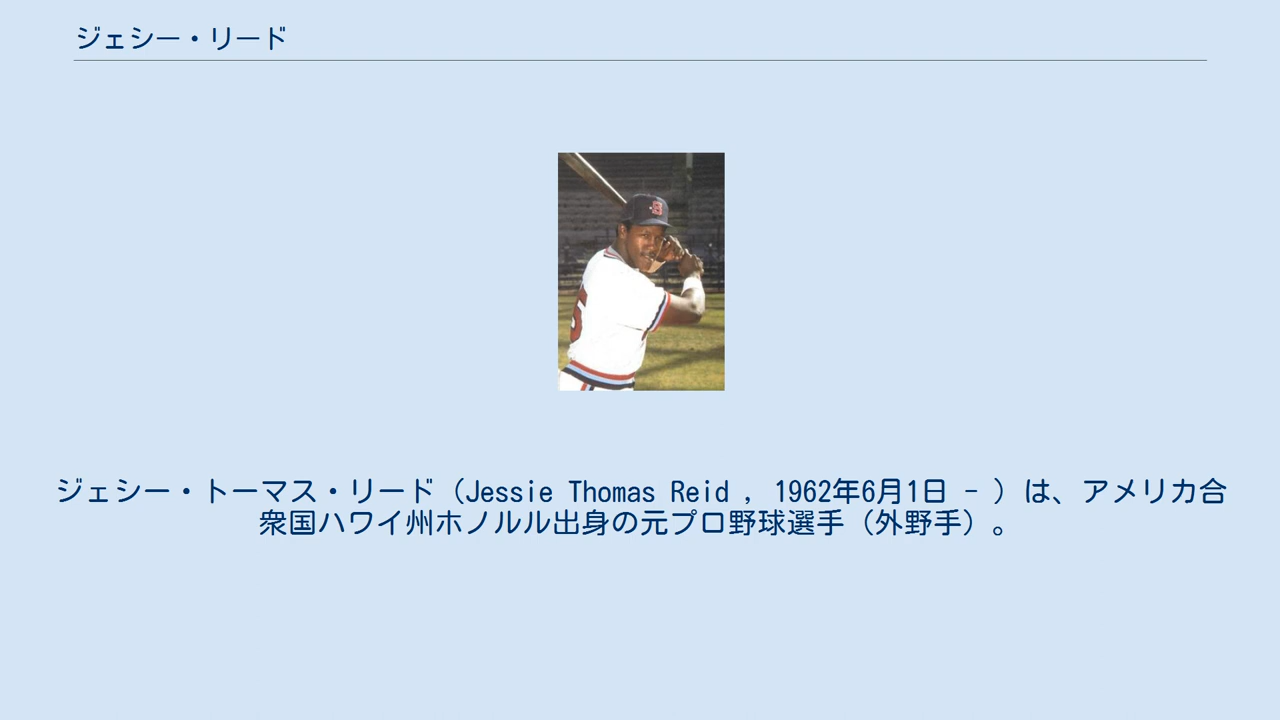 ジェシー・リード
ジェシー・トーマス・リード（Jessie Thomas Reid , 1962年6月1日 - ）は、アメリカ合
衆国ハワイ州ホノルル出身の元プロ野球選手（外野手）。